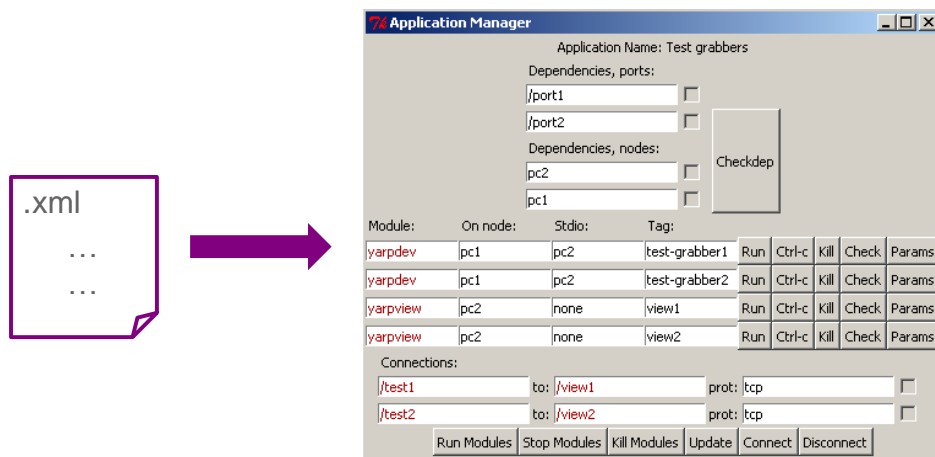 Application Manager
Application Name: Test grabbers
Dependencies, ports:
/port1
/port2
Dependencies, nodes:
Checkdep
pc2
pc1
.xml
...
...
Module: On node: Stdio: Tag:
yarpdev pc1 pc2 test-grabber1 Run Ctrl-c Kill Check Params
yarpdev pc1 pc2 test-grabber2 Run Ctrl-c Kill Check Params
yarpview pc2 none view1 Run Ctrl-c Kill Check Params
yarpview pc2 none view2 Run Ctrl-c Kill Check Params
Connections:
/test1 to: /view1 prot: tcp
/test2 to: /view2 prot: tcp
Run Modules Stop Modules Kill Modules Update Connect Disconnect